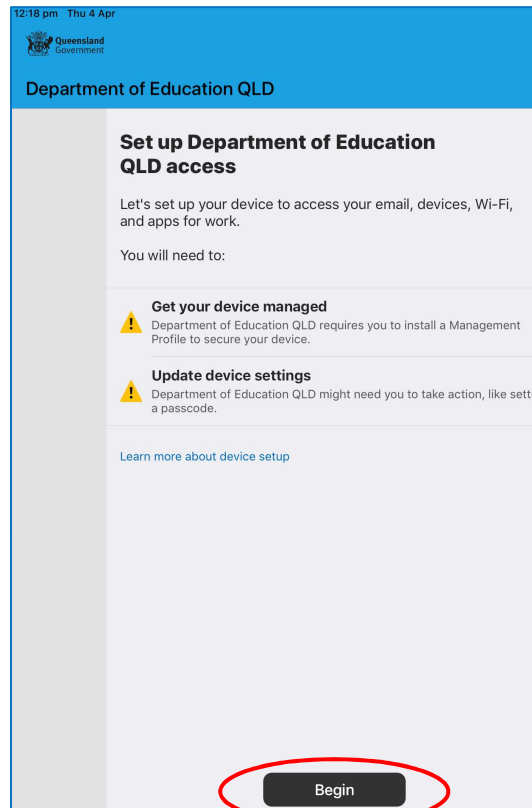 12:18 pm Thu 4 Apr
Queensland
Government
Department of Education QLD
Set up Department of Education
QLD access
Let's set up your device to access your email, devices, Wi-Fi,
and apps for work.
You will need to:
Get your device managed
Department of Education QLD requires you to install a Management
Profile to secure your device.
Update device settings
Department of Education QLD might need you to take action, like sett
a passcode.
Learn more about device setup
Begin